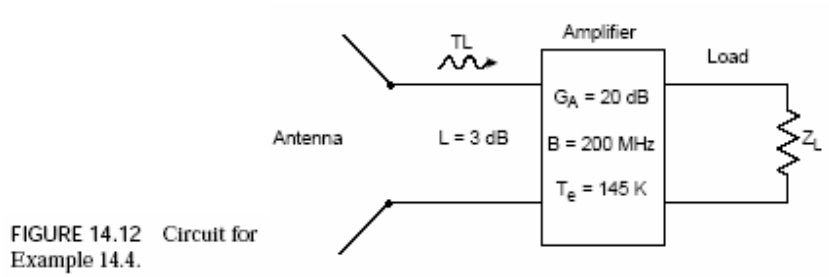 TL
Amplifier
Load
G_A = 20 dB
Antenna
L = 3 dB
B = 200 MHz
Z_L
T_e = 145 K
FIGURE 14.12 Circuit for
Example 14.4.